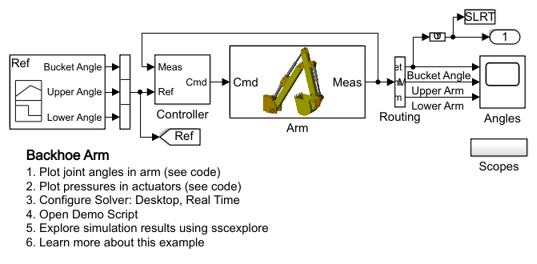 SLRT
1
Ref
Bucket Angle
Upper Angle
Lower Angle
Meas
Ref
Cmd
Controller
Ref
Cmd
Meas
Arm
Routing
Bucket Angle
Upper Arm
Lower Arm
Angles
Scopes
Backhoe Arm
1. Plot joint angles in arm (see code)
2. Plot pressures in actuators (see code)
3. Configure Solver: Desktop, Real Time
4. Open Demo Script
5. Explore simulation results using sscexplore
6. Learn more about this example